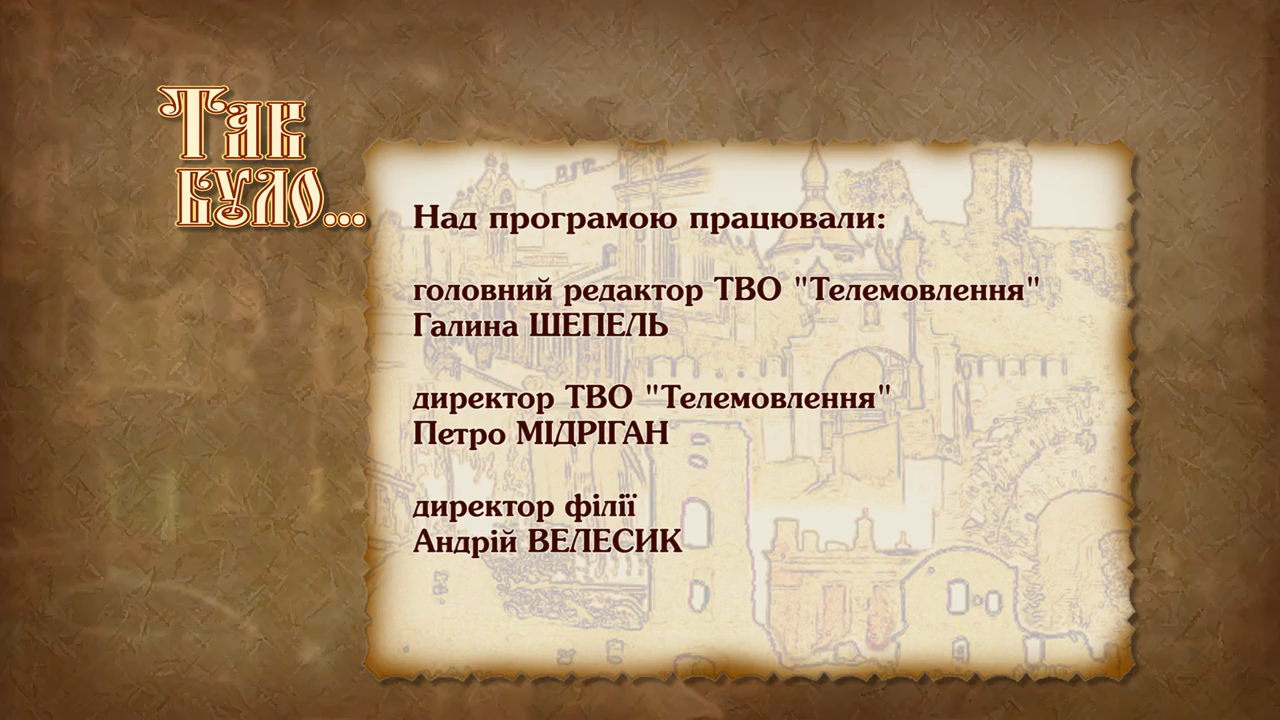 Так
було...
Над програмою працювали:
головний редактор ТВО "Телемовлення"
Галина ШЕПЕЛЬ
директор ТВО "Телемовлення"
Петро МІДРІГАН
директор філії
Андрій ВЕЛЕСИК